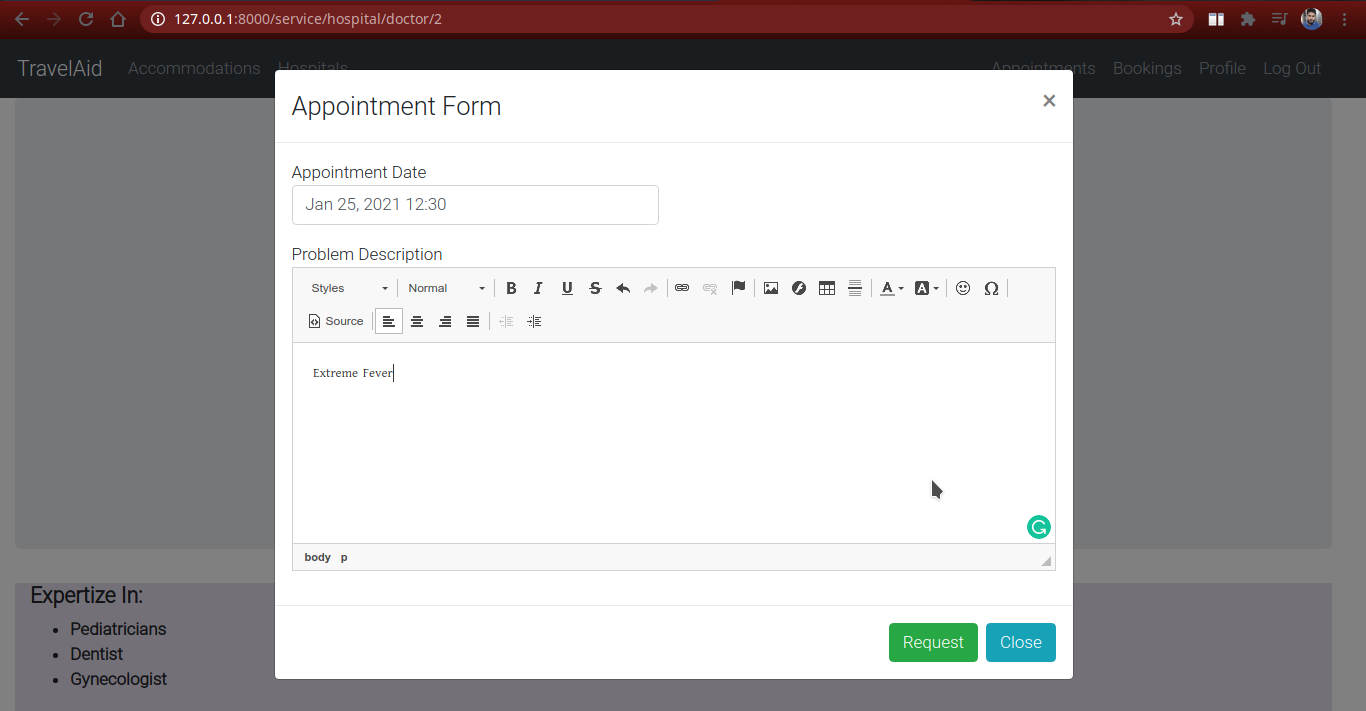 127.0.0.1:8000/service/hospital/doctor/2
TravelAid Accommodations Hospitals Appointments Bookings Profile Log Out
Appointment Form ×
Appointment Date
Jan 25, 2021 12:30
Problem Description
Styles Normal B I U S A A Ω
Source
Extreme Fever
body p
Expertize In:
Pediatricians
Dentist
Gynecologist
Request Close